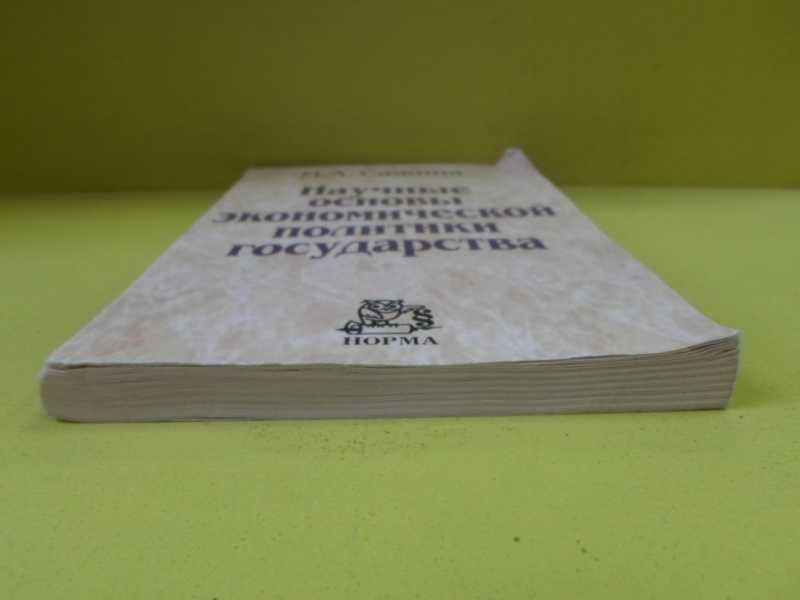 Научные
основы
экономической
политики
государства
НОРМА